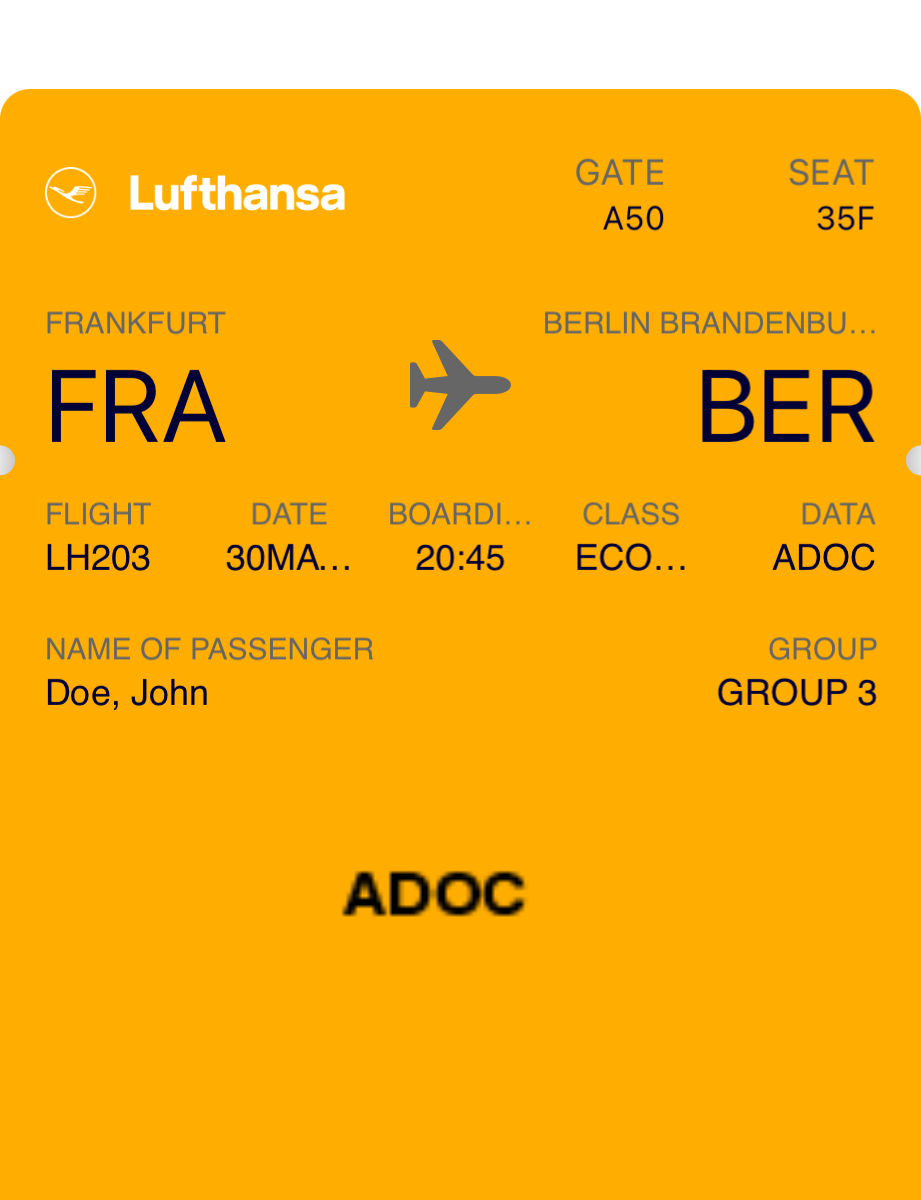 Lufthansa
GATE SEAT
A50 35F
FRANKFURT BERLIN BRANDENBU…
FRA BER
FLIGHT DATE BOARDI… CLASS DATA
LH203 30MA… 20:45 ECO… ADOC
NAME OF PASSENGER GROUP
Doe, John GROUP 3
ADOC